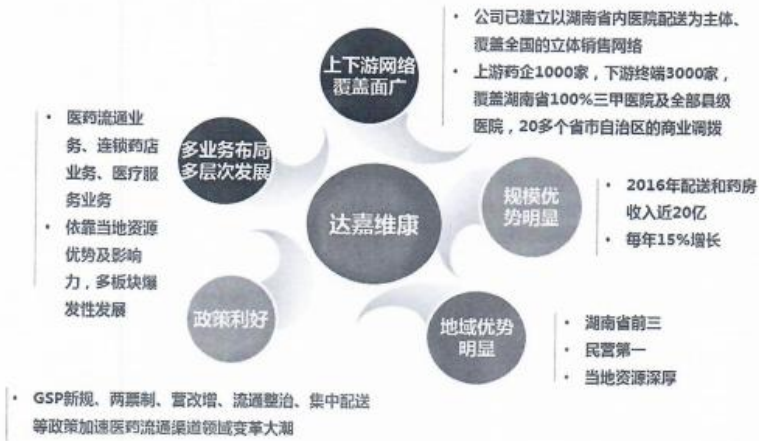 上下游网络
覆盖面广
• 公司已建立以湖南省内医院配送为主体、
覆盖全国的立体销售网络
• 上游药企1000家，下游终端3000家，
覆盖湖南省100%三甲医院及全部县级
医院，20多个省市自治区的商业调拨
多业务布局
多层次发展
• 医药流通业
务、连锁药店
业务、医疗服
务业务
• 依靠当地资源
优势及影响
力，多板块爆
发性发展
达嘉维康
规模优
势明显
• 2016年配送和药房
收入近20亿
• 每年15%增长
政策利好
• GSP新规、两票制、营改增、流通整治、集中配送
等政策加速医药流通渠道领域变革大潮
地域优势
明显
• 湖南省前三
• 民营第一
• 当地资源深厚